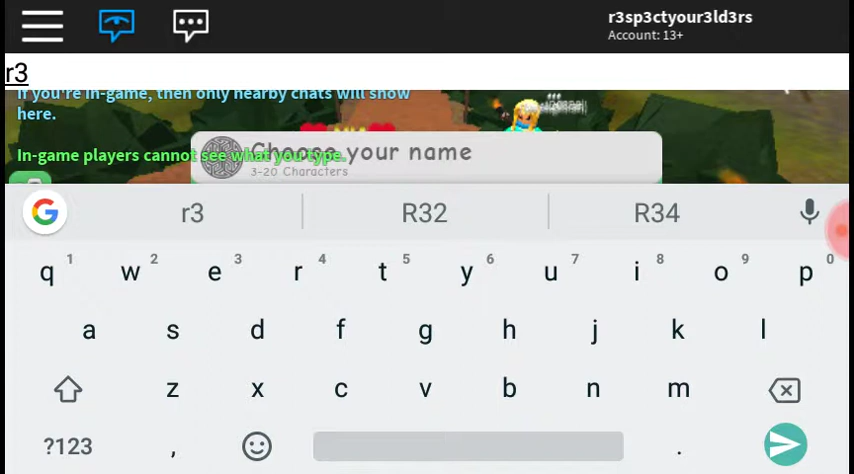 r3sp3ctyour3ld3rs
Account: 13+
r3
If you're in-game, then only nearby chats will show
here.
In-game players cannot see what you type.
Choose your name
3-20 Characters
r3 R32 R34
q 1 w 2 e 3 r 4 t 5 y 6 u 7 i 8 o 9 p 0
a s d f g h j k l
z x c v b n m
?123 , .